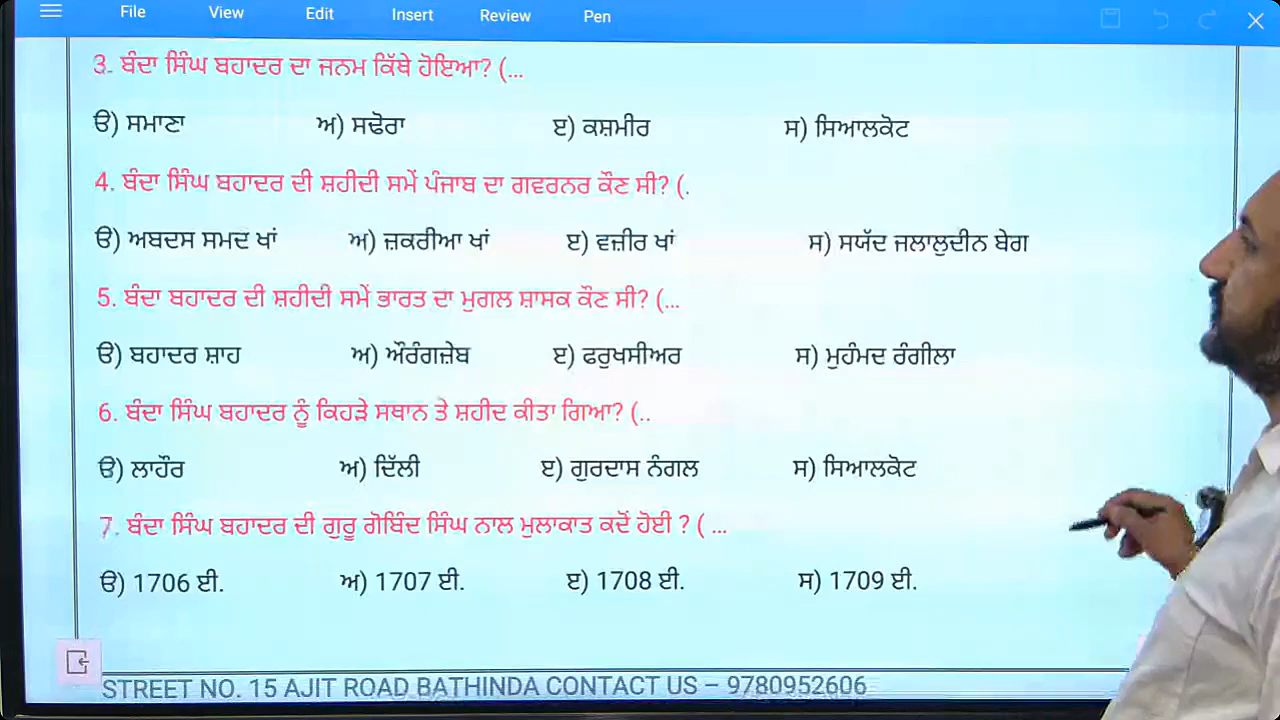 File View Edit Insert Review Pen
3. ਬੰਦਾ ਸਿੰਘ ਬਹਾਦਰ ਦਾ ਜਨਮ ਕਿੱਥੇ ਹੋਇਆ? (...
ੳ) ਸਮਾਣਾ ਅ) ਸਢੋਰਾ ੲ) ਕਸ਼ਮੀਰ ਸ) ਸਿਆਲਕੋਟ
4. ਬੰਦਾ ਸਿੰਘ ਬਹਾਦਰ ਦੀ ਸ਼ਹੀਦੀ ਸਮੇਂ ਪੰਜਾਬ ਦਾ ਗਵਰਨਰ ਕੌਣ ਸੀ? (.
ੳ) ਅਬਦਸ ਸਮਦ ਖਾਂ ਅ) ਜ਼ਕਰੀਆ ਖਾਂ ੲ) ਵਜ਼ੀਰ ਖਾਂ ਸ) ਸਯੱਦ ਜਲਾਲੁਦੀਨ ਬੇਗ
5. ਬੰਦਾ ਬਹਾਦਰ ਦੀ ਸ਼ਹੀਦੀ ਸਮੇਂ ਭਾਰਤ ਦਾ ਮੁਗਲ ਸ਼ਾਸਕ ਕੌਣ ਸੀ? (...
ੳ) ਬਹਾਦਰ ਸ਼ਾਹ ਅ) ਔਰੰਗਜ਼ੇਬ ੲ) ਫਰੁਖਸੀਅਰ ਸ) ਮੁਹੰਮਦ ਰੰਗੀਲਾ
6. ਬੰਦਾ ਸਿੰਘ ਬਹਾਦਰ ਨੂੰ ਕਿਹੜੇ ਸਥਾਨ ਤੇ ਸ਼ਹੀਦ ਕੀਤਾ ਗਿਆ? (..
ੳ) ਲਾਹੌਰ ਅ) ਦਿੱਲੀ ੲ) ਗੁਰਦਾਸ ਨੰਗਲ ਸ) ਸਿਆਲਕੋਟ
7. ਬੰਦਾ ਸਿੰਘ ਬਹਾਦਰ ਦੀ ਗੁਰੂ ਗੋਬਿੰਦ ਸਿੰਘ ਨਾਲ ਮੁਲਾਕਾਤ ਕਦੋਂ ਹੋਈ ? ( ...
ੳ) 1706 ਈ. ਅ) 1707 ਈ. ੲ) 1708 ਈ. ਸ) 1709 ਈ.
STREET NO. 15 AJIT ROAD BATHINDA CONTACT US – 9780952606